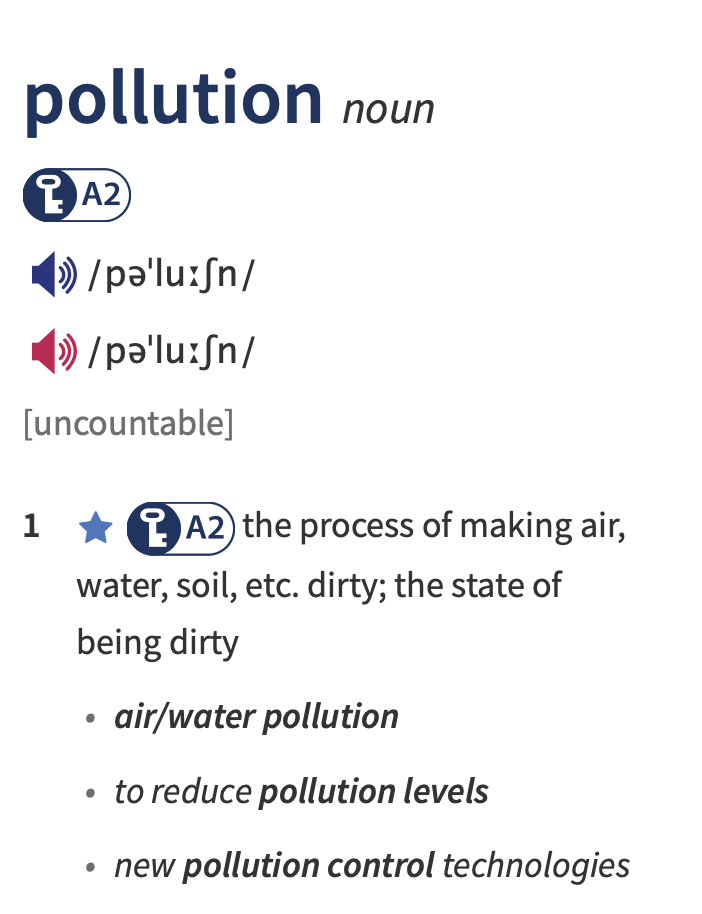 pollution noun
A2
/pəˈluːʃn/
/pəˈluːʃn/
[uncountable]
1 A2 the process of making air,
water, soil, etc. dirty; the state of
being dirty
• air/water pollution
• to reduce pollution levels
• new pollution control technologies